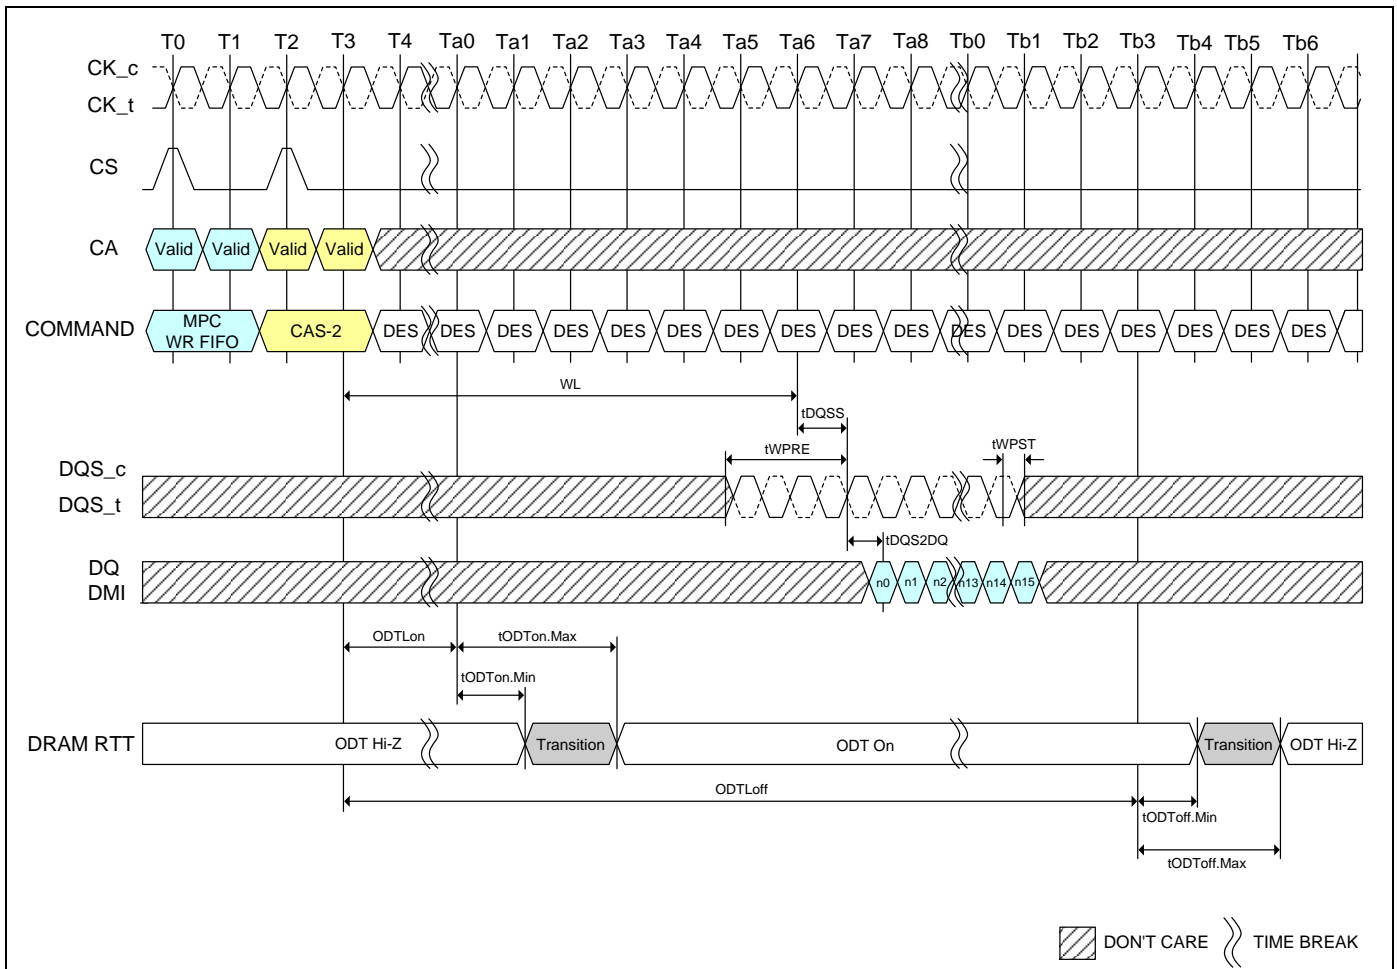 T0 T1 T2 T3 T4 Ta0 Ta1 Ta2 Ta3 Ta4 Ta5 Ta6 Ta7 Ta8 Tb0 Tb1 Tb2 Tb3 Tb4 Tb5 Tb6
CK_c
CK_t
CS
CA Valid Valid Valid Valid
COMMAND MPC WR FIFO CAS-2 DES DES DES DES DES DES DES DES DES DES DES DES DES DES DES DES DES
WL
tDQSS
tWPRE tWPST
DQS_c
DQS_t
tDQS2DQ
DQ
DMI
n0 n1 n2 n13 n14 n15
ODTLon tODTon.Max
tODTon.Min
DRAM RTT ODT Hi-Z Transition ODT On Transition ODT Hi-Z
ODTLoff
tODToff.Min
tODToff.Max
DON'T CARE TIME BREAK